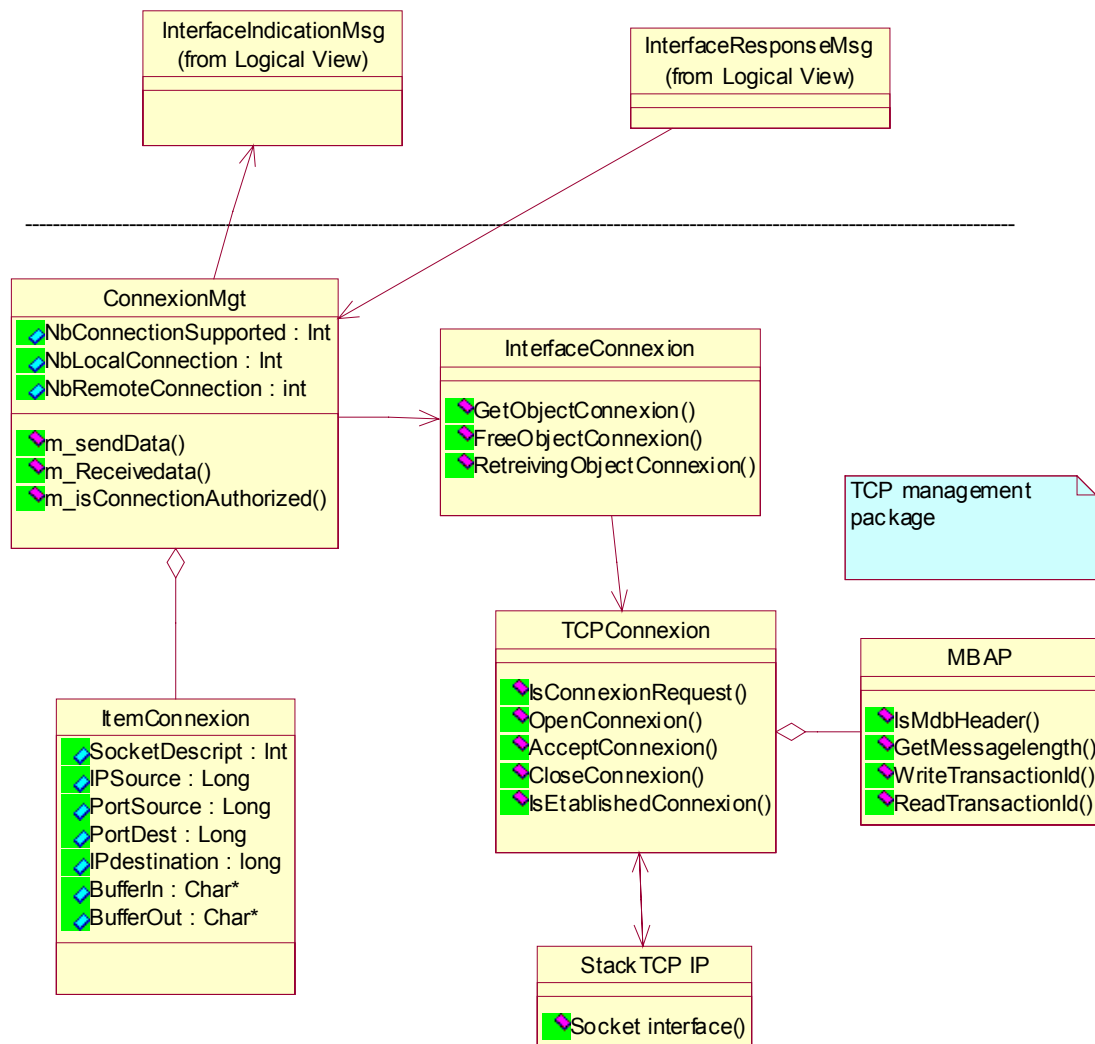 InterfaceIndicationMsg
(from Logical View)
InterfaceResponseMsg
(from Logical View)
ConnexionMgt
NbConnectionSupported : Int
NbLocalConnection : Int
NbRemoteConnection : int
m_sendData()
m_Receivedata()
m_isConnectionAuthorized()
InterfaceConnexion
GetObjectConnexion()
FreeObjectConnexion()
RetreivingObjectConnexion()
TCP management
package
TCPConnexion
IsConnexionRequest()
OpenConnexion()
AcceptConnexion()
CloseConnexion()
IsEtablishedConnexion()
MBAP
IsMdbHeader()
GetMessagelength()
WriteTransactionId()
ReadTransactionId()
ItemConnexion
SocketDescript : Int
IPSource : Long
PortSource : Long
PortDest : Long
IPdestination : long
BufferIn : Char*
BufferOut : Char*
StackTCP IP
Socket interface()